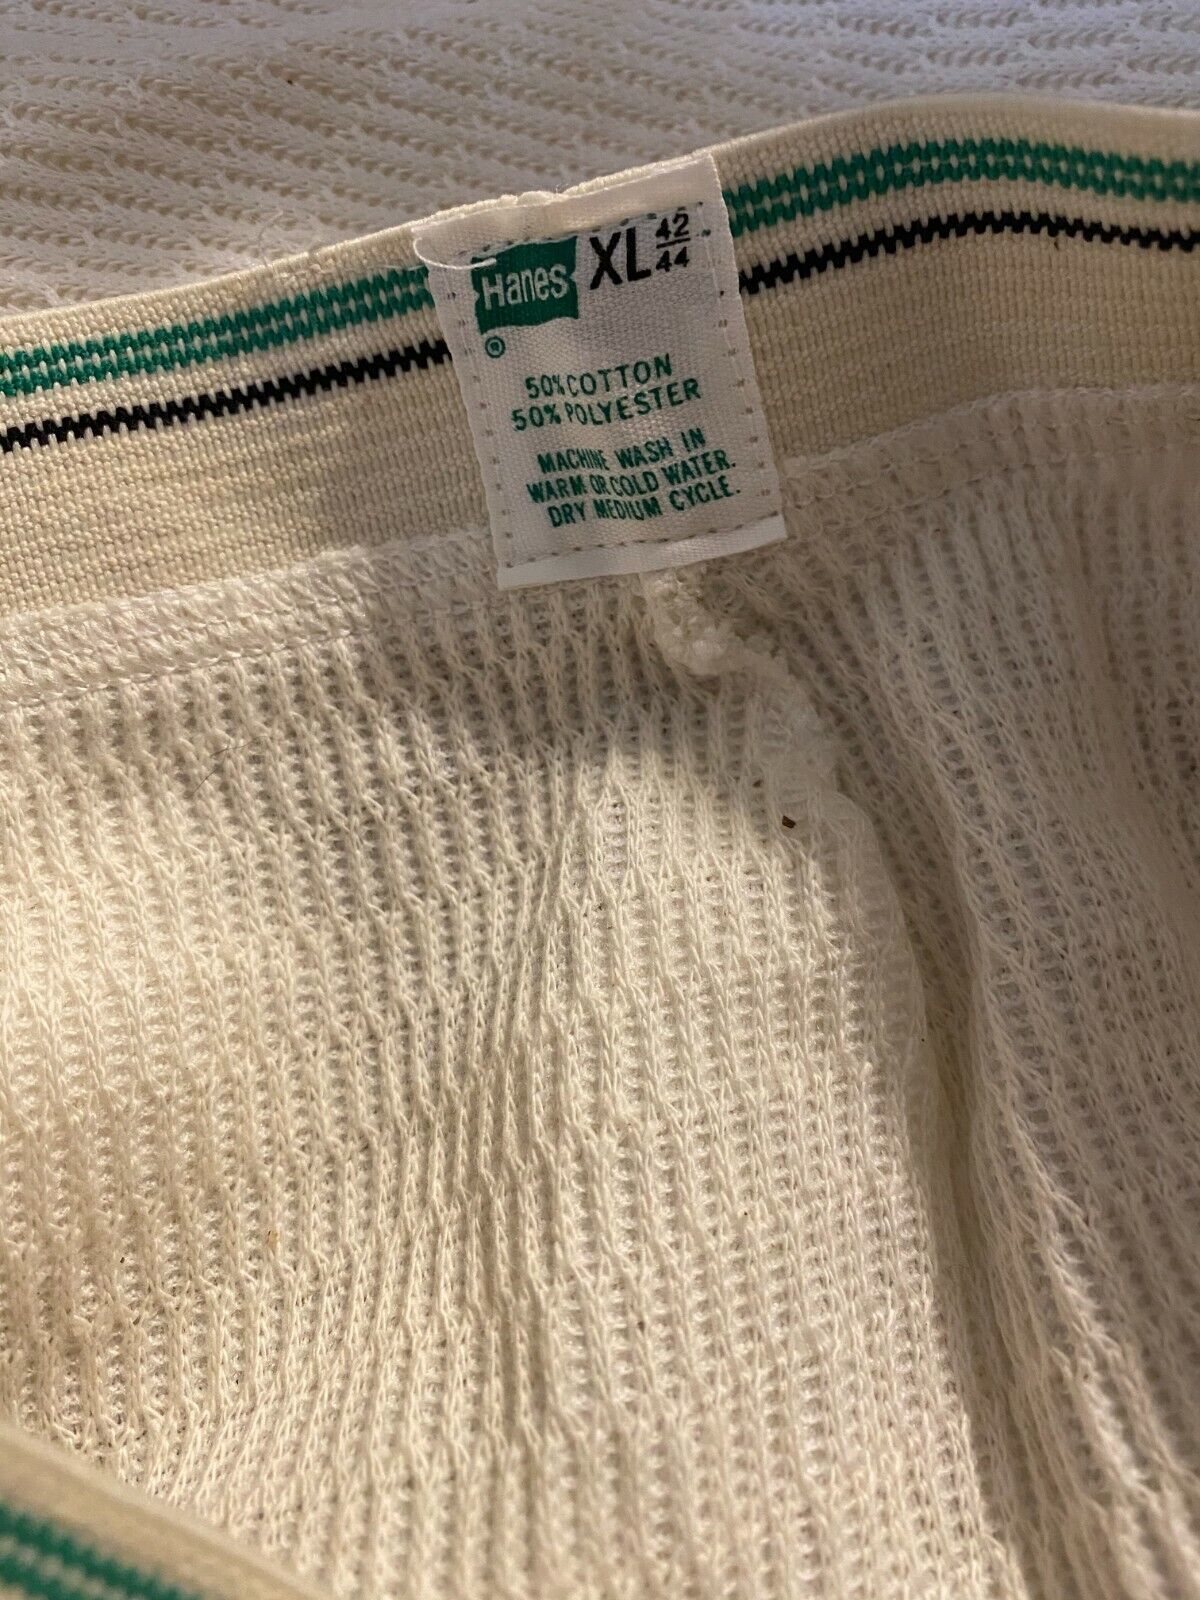 Hanes XL 42/44
®
50% COTTON
50% POLYESTER
MACHINE WASH IN
WARM OR COLD WATER.
DRY MEDIUM CYCLE.